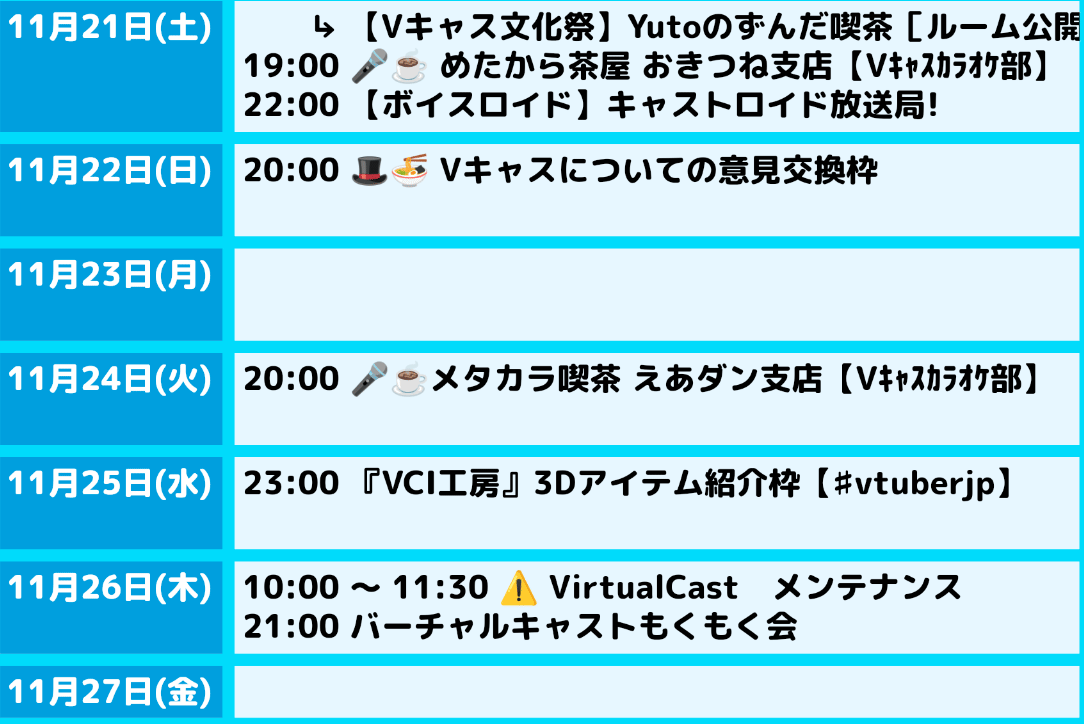 11月21日(土)
↳ 【Vキャス文化祭】Yutoのずんだ喫茶［ルーム公開
19:00 🎤☕ めたから茶屋 おきつね支店【Vｷｬｽｶﾗｵｹ部】
22:00 【ボイスロイド】キャストロイド放送局!
11月22日(日)
20:00 🎩🍜 Vキャスについての意見交換枠
11月23日(月)
11月24日(火)
20:00 🎤☕メタカラ喫茶 えあダン支店【Vｷｬｽｶﾗｵｹ部】
11月25日(水)
23:00 『VCI工房』3Dアイテム紹介枠【♯vtuberjp】
11月26日(木)
10:00 ～ 11:30 ⚠️ VirtualCast　メンテナンス
21:00 バーチャルキャストもくもく会
11月27日(金)